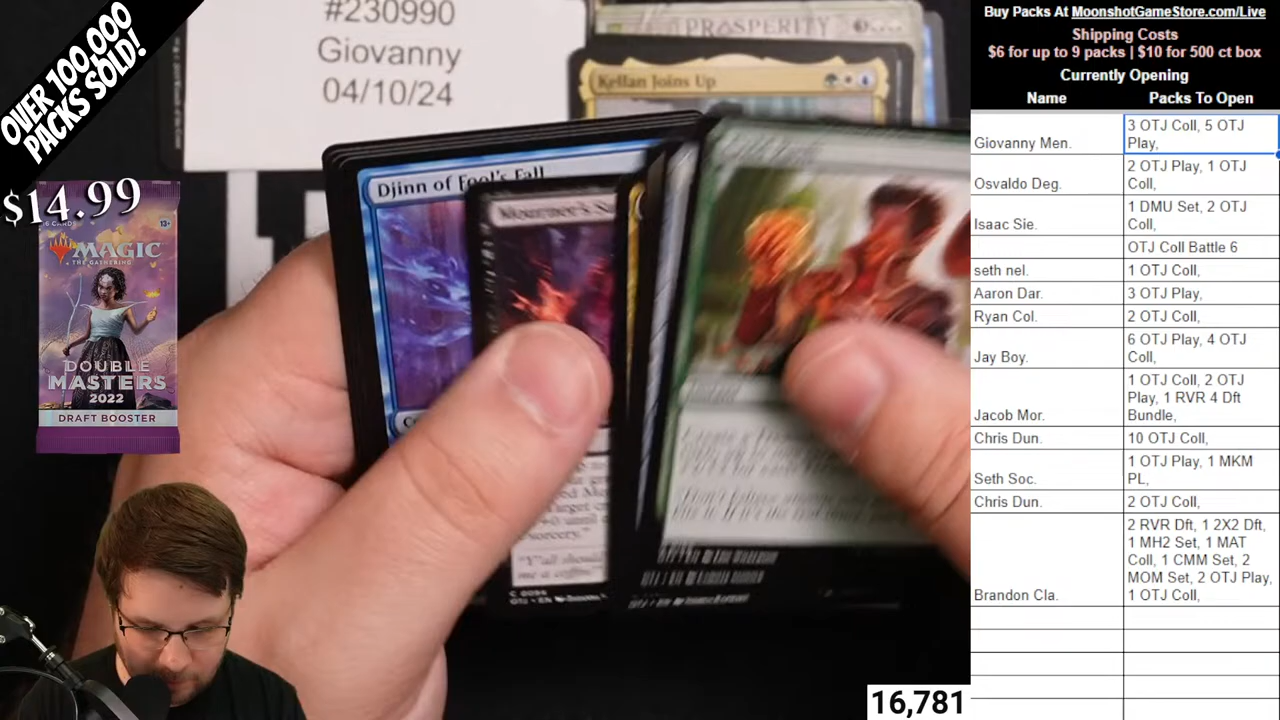 OVER 100,000
PACKS SOLD!
#230990
Giovanny
04/10/24
PROSPERITY
Kellan Joins Up
Djinn of Fool's Fall
Mourner's
$14.99
MAGIC
THE GATHERING
DOUBLE
MASTERS
2022
DRAFT BOOSTER
C 0094
OTJ • EN
16,781
Buy Packs At MoonshotGameStore.com/Live
Shipping Costs
$6 for up to 9 packs | $10 for 500 ct box
Currently Opening
Name Packs To Open
Giovanny Men. 3 OTJ Coll, 5 OTJ
Play,
Osvaldo Deg. 2 OTJ Play, 1 OTJ
Coll,
Isaac Sie. 1 DMU Set, 2 OTJ
Coll,
OTJ Coll Battle 6
seth nel. 1 OTJ Coll,
Aaron Dar. 3 OTJ Play,
Ryan Col. 2 OTJ Coll,
Jay Boy. 6 OTJ Play, 4 OTJ
Coll,
Jacob Mor. 1 OTJ Coll, 2 OTJ
Play, 1 RVR 4 Dft
Bundle,
Chris Dun. 10 OTJ Coll,
Seth Soc. 1 OTJ Play, 1 MKM
PL,
Chris Dun. 2 OTJ Coll,
Brandon Cla. 2 RVR Dft, 1 2X2 Dft,
1 MH2 Set, 1 MAT
Coll, 1 CMM Set, 2
MOM Set, 2 OTJ Play,
1 OTJ Coll,